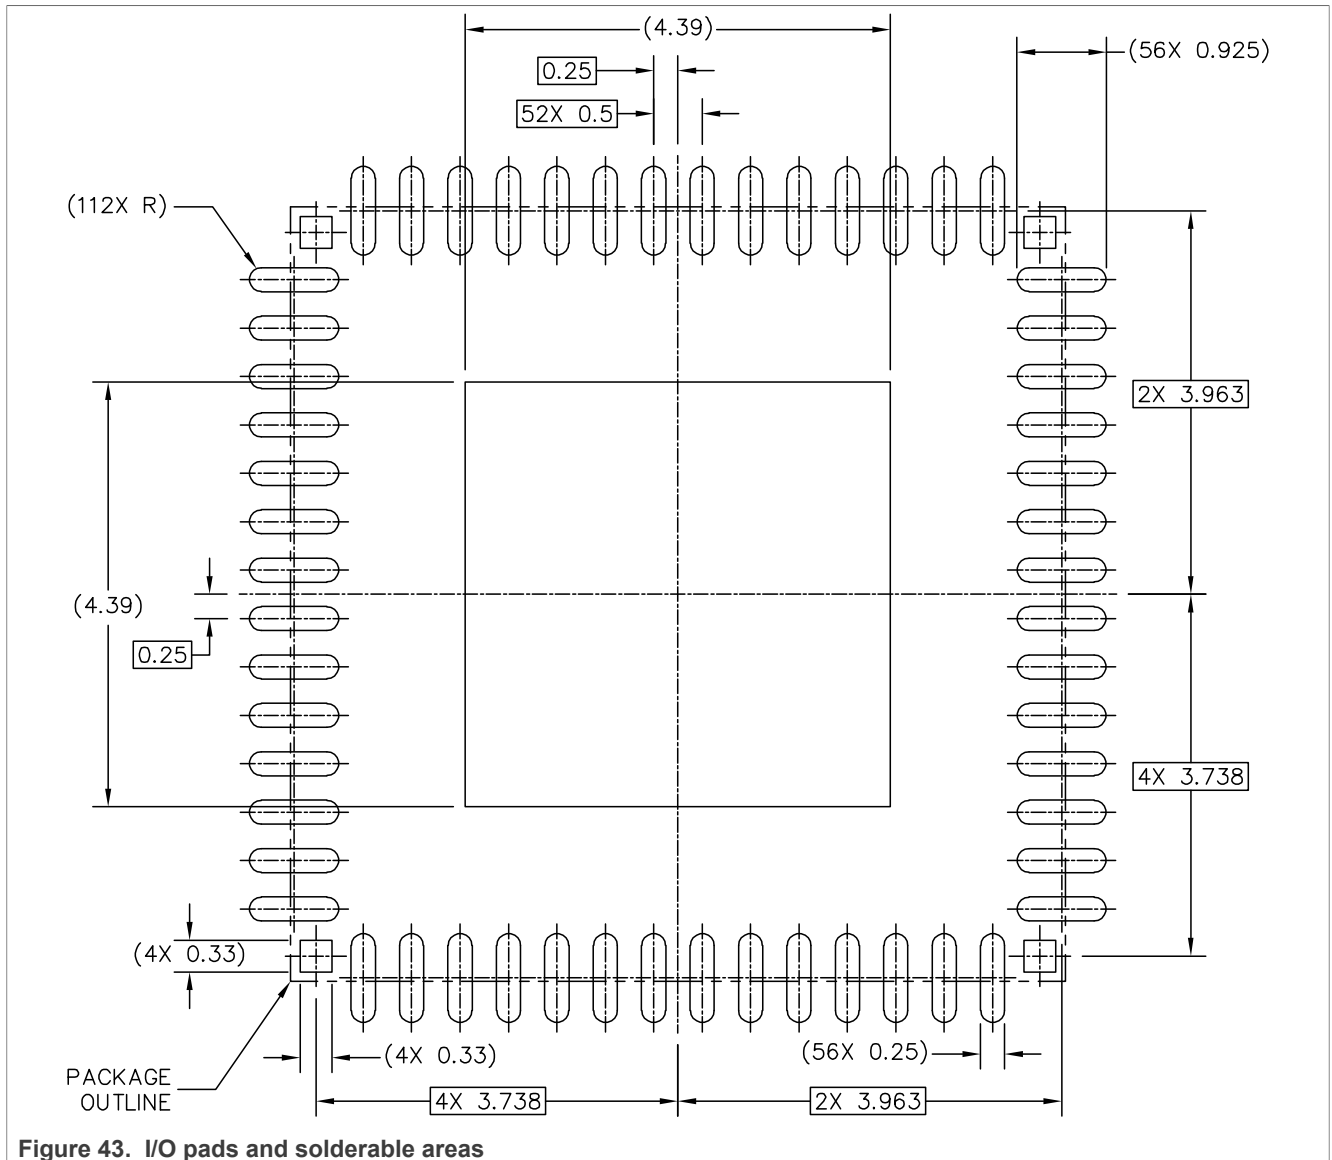 (4.39)
(56X 0.925)
0.25
52X 0.5
(112X R)
2X 3.963
(4.39)
0.25
4X 3.738
(4X 0.33)
(4X 0.33)
(56X 0.25)
PACKAGE
OUTLINE
4X 3.738
2X 3.963
Figure 43. I/O pads and solderable areas